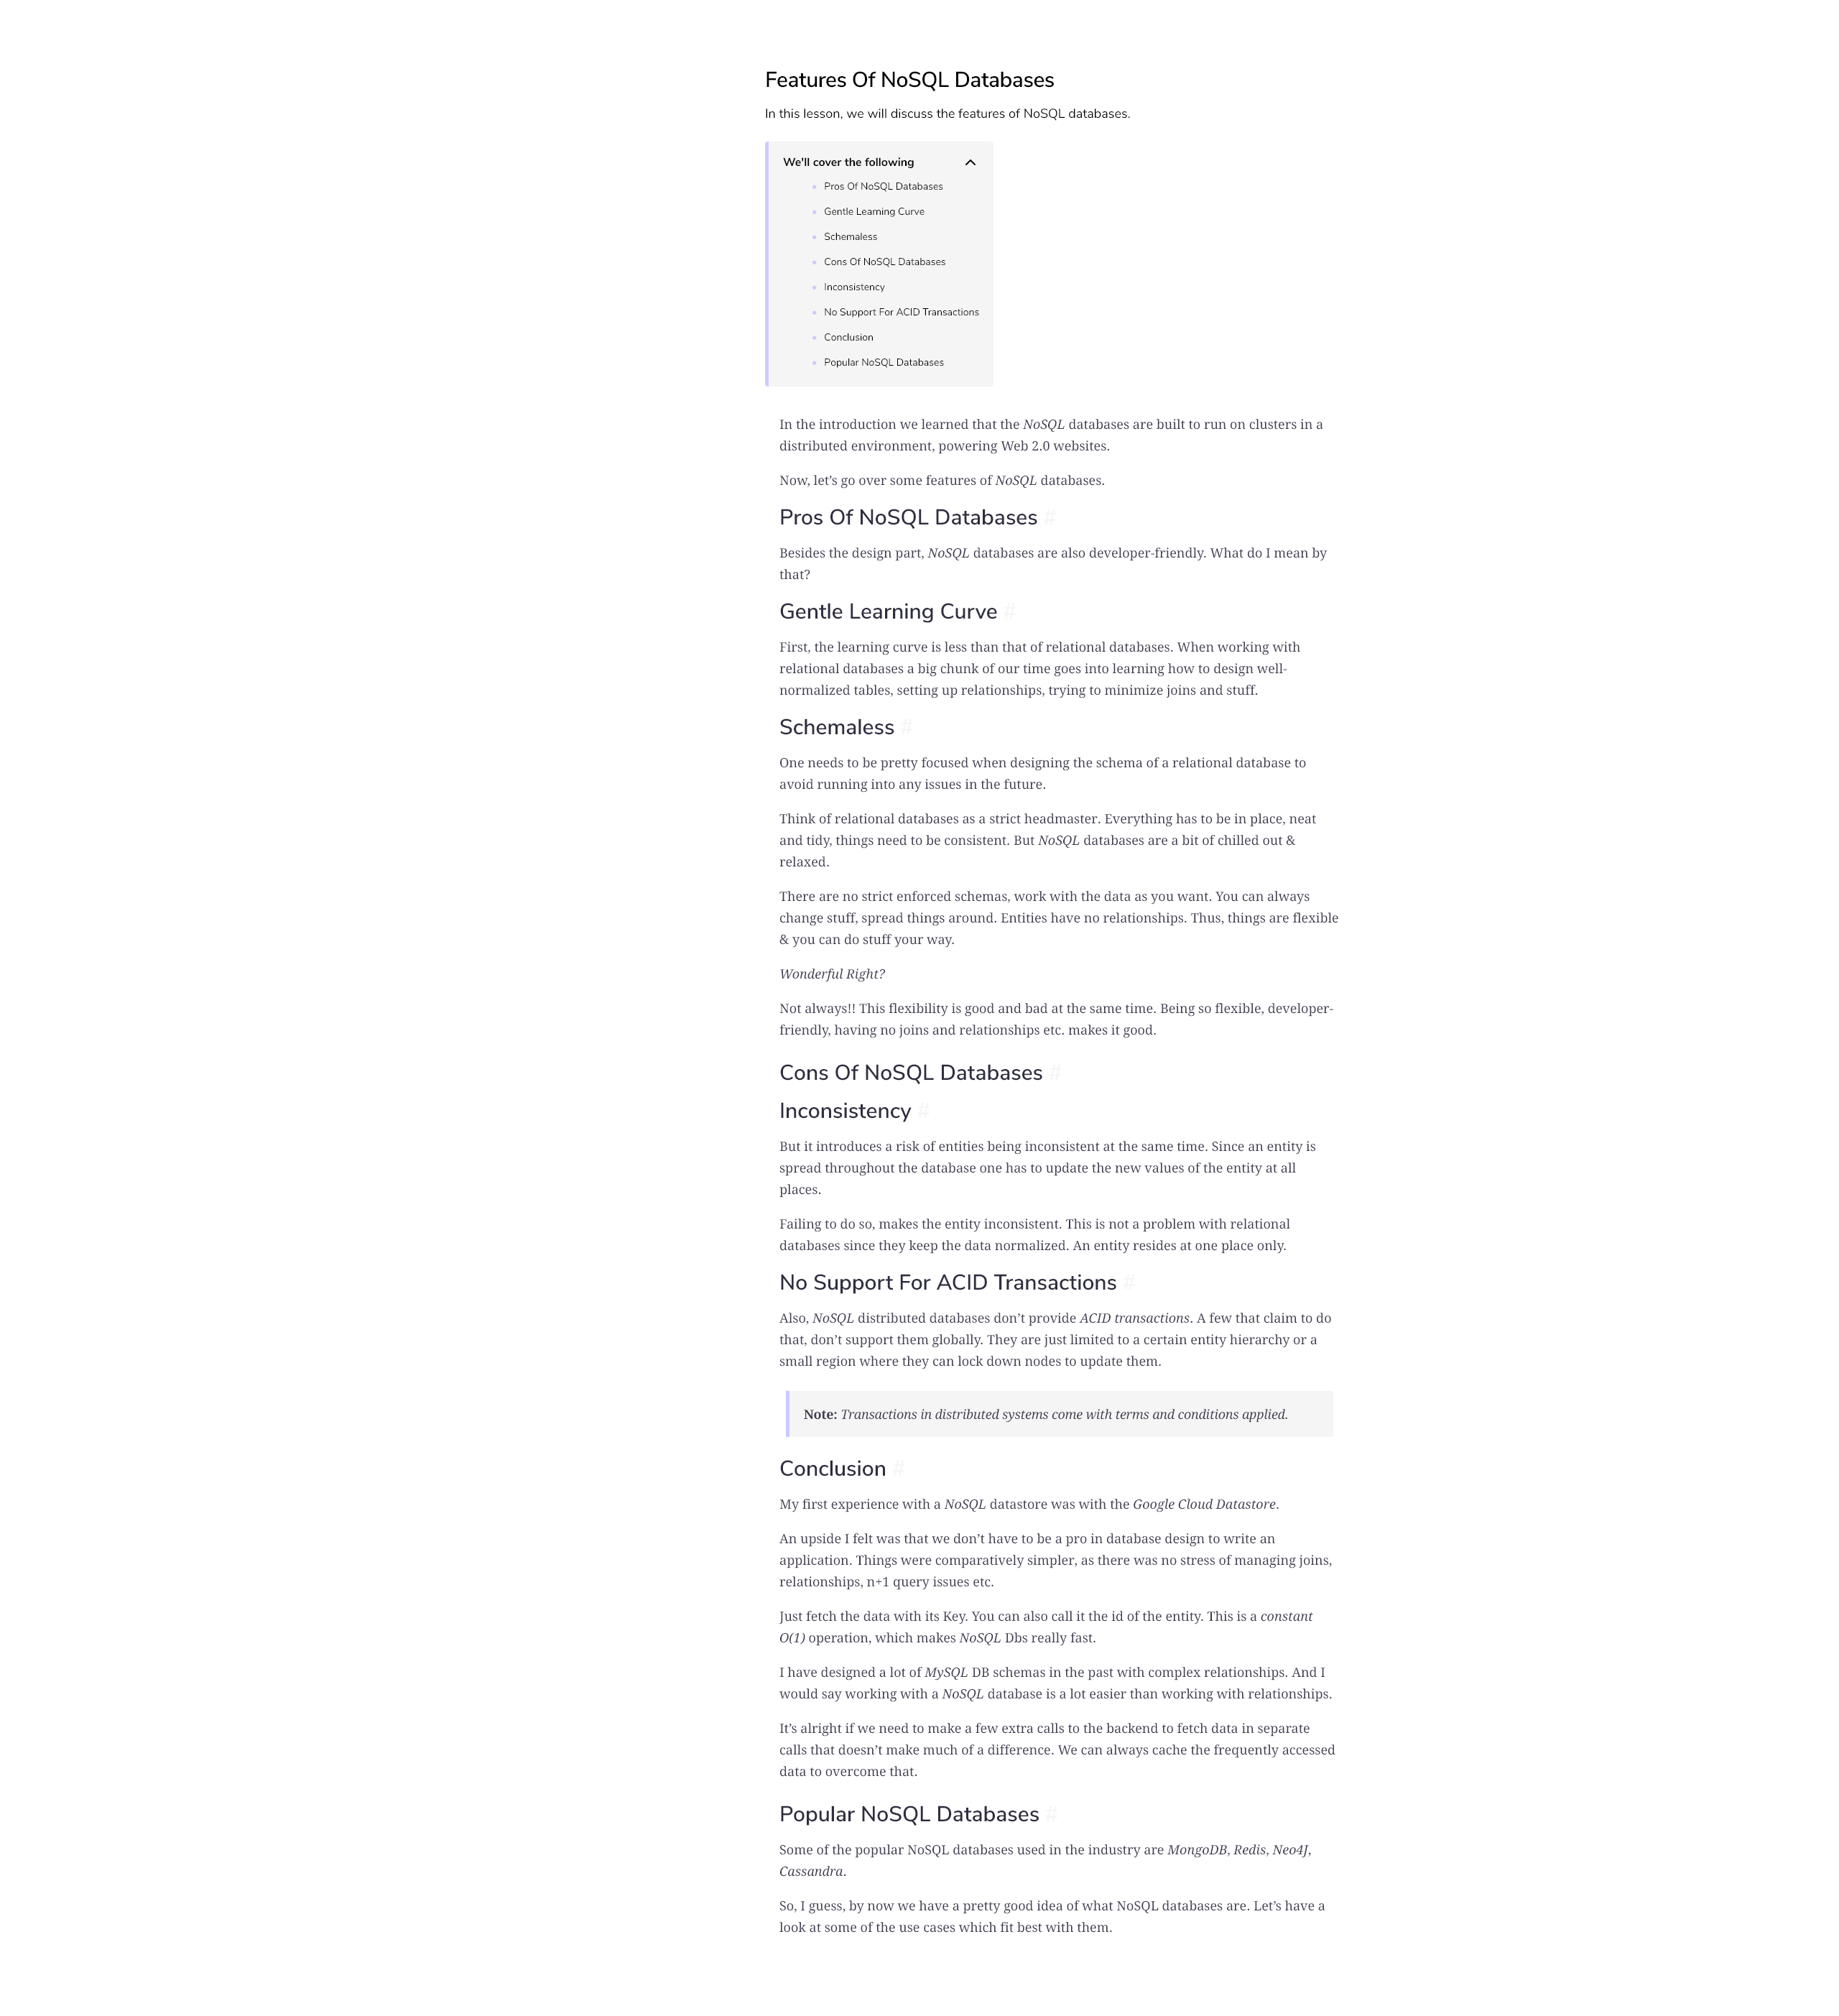 Features Of NoSQL Databases
In this lesson, we will discuss the features of NoSQL databases.
We'll cover the following
Pros Of NoSQL Databases
Gentle Learning Curve
Schemaless
Cons Of NoSQL Databases
Inconsistency
No Support For ACID Transactions
Conclusion
Popular NoSQL Databases
In the introduction we learned that the NoSQL databases are built to run on clusters in a
distributed environment, powering Web 2.0 websites.
Now, let’s go over some features of NoSQL databases.
Pros Of NoSQL Databases #
Besides the design part, NoSQL databases are also developer-friendly. What do I mean by
that?
Gentle Learning Curve #
First, the learning curve is less than that of relational databases. When working with
relational databases a big chunk of our time goes into learning how to design well-
normalized tables, setting up relationships, trying to minimize joins and stuff.
Schemaless #
One needs to be pretty focused when designing the schema of a relational database to
avoid running into any issues in the future.
Think of relational databases as a strict headmaster. Everything has to be in place, neat
and tidy, things need to be consistent. But NoSQL databases are a bit of chilled out &
relaxed.
There are no strict enforced schemas, work with the data as you want. You can always
change stuff, spread things around. Entities have no relationships. Thus, things are flexible
& you can do stuff your way.
Wonderful Right?
Not always!! This flexibility is good and bad at the same time. Being so flexible, developer-
friendly, having no joins and relationships etc. makes it good.
Cons Of NoSQL Databases #
Inconsistency #
But it introduces a risk of entities being inconsistent at the same time. Since an entity is
spread throughout the database one has to update the new values of the entity at all
places.
Failing to do so, makes the entity inconsistent. This is not a problem with relational
databases since they keep the data normalized. An entity resides at one place only.
No Support For ACID Transactions #
Also, NoSQL distributed databases don’t provide ACID transactions. A few that claim to do
that, don’t support them globally. They are just limited to a certain entity hierarchy or a
small region where they can lock down nodes to update them.
Note: Transactions in distributed systems come with terms and conditions applied.
Conclusion #
My first experience with a NoSQL datastore was with the Google Cloud Datastore.
An upside I felt was that we don’t have to be a pro in database design to write an
application. Things were comparatively simpler, as there was no stress of managing joins,
relationships, n+1 query issues etc.
Just fetch the data with its Key. You can also call it the id of the entity. This is a constant
O(1) operation, which makes NoSQL Dbs really fast.
I have designed a lot of MySQL DB schemas in the past with complex relationships. And I
would say working with a NoSQL database is a lot easier than working with relationships.
It’s alright if we need to make a few extra calls to the backend to fetch data in separate
calls that doesn’t make much of a difference. We can always cache the frequently accessed
data to overcome that.
Popular NoSQL Databases #
Some of the popular NoSQL databases used in the industry are MongoDB, Redis, Neo4J,
Cassandra.
So, I guess, by now we have a pretty good idea of what NoSQL databases are. Let’s have a
look at some of the use cases which fit best with them.